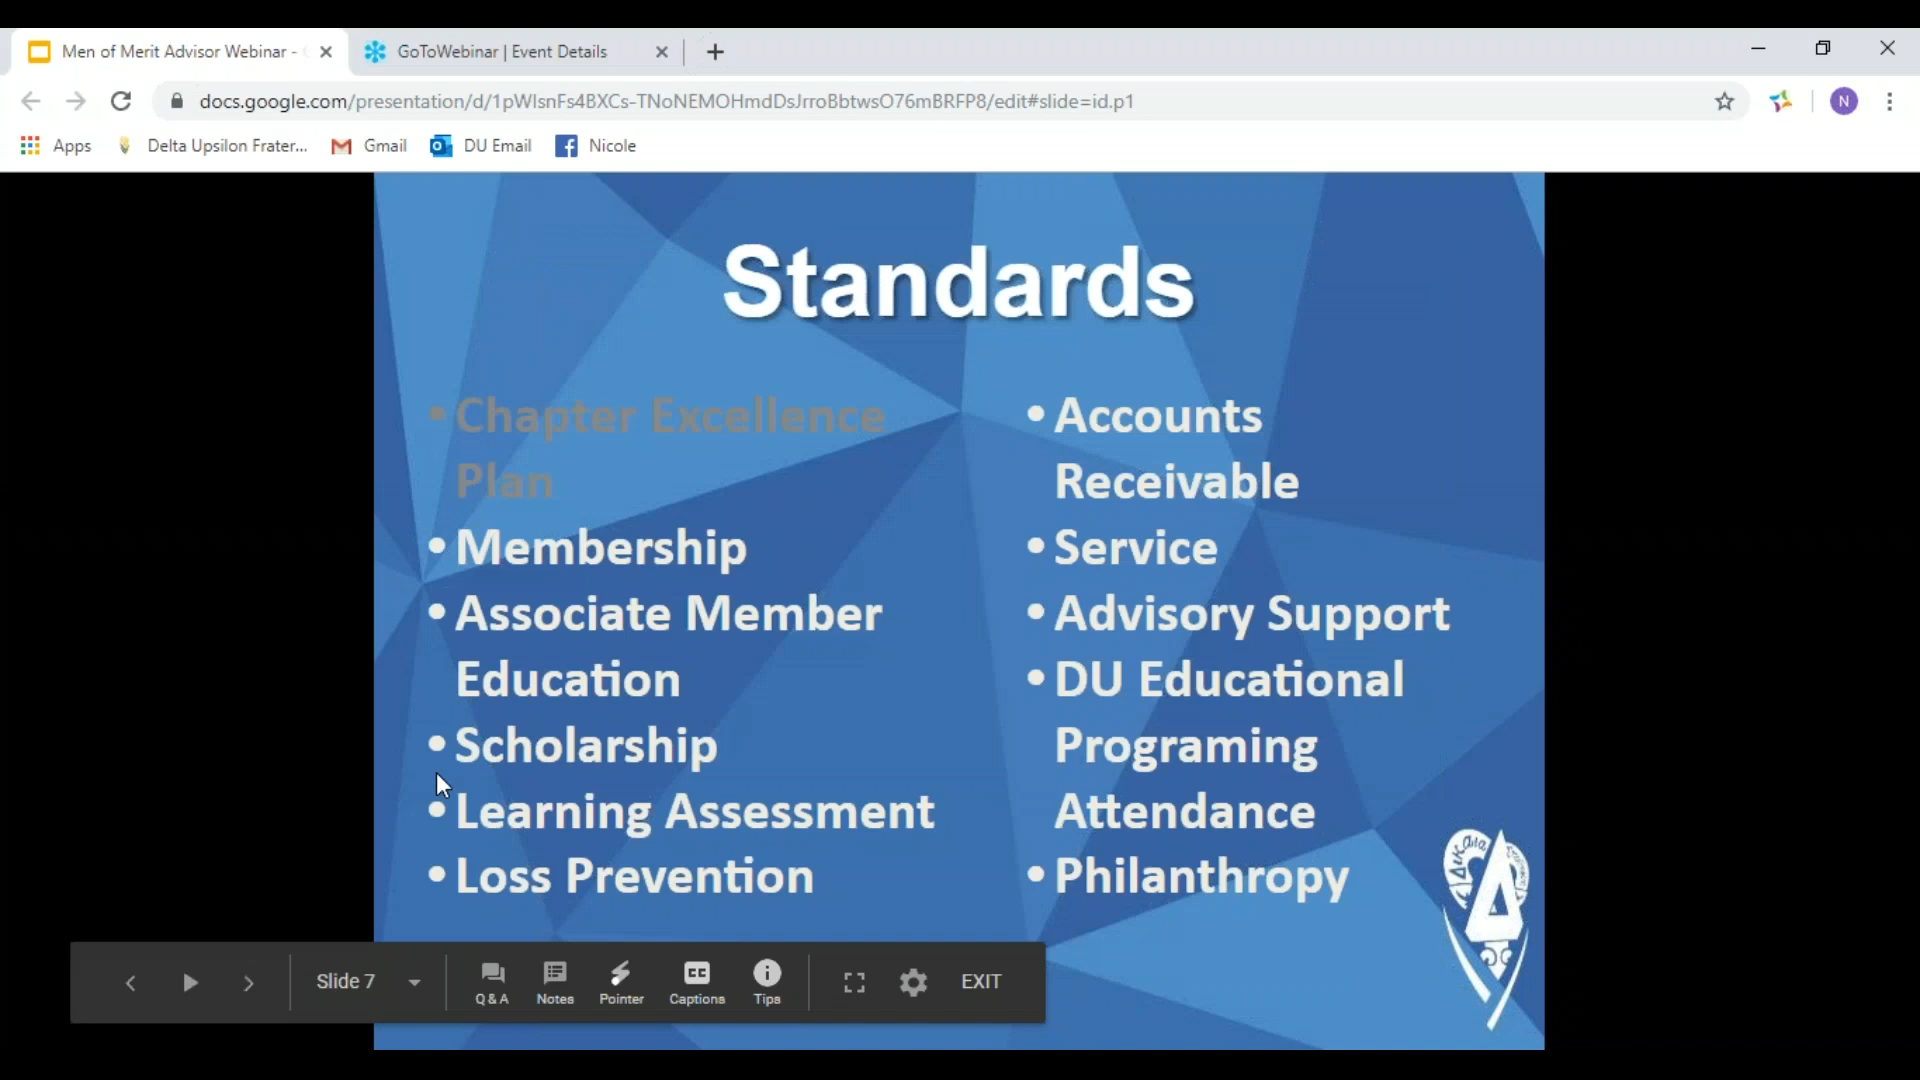 Men of Merit Advisor Webinar -
GoToWebinar | Event Details
docs.google.com/presentation/d/1pWlsnFs4BXCs-TNoNEMOHmdDsJrroBbtwsO76mBRFP8/edit#slide=id.p1
N
Apps
Delta Upsilon Frater...
Gmail
DU Email
Nicole
Standards
• Chapter Excellence
Plan
• Membership
• Associate Member
Education
• Scholarship
• Learning Assessment
• Loss Prevention
• Accounts
Receivable
• Service
• Advisory Support
• DU Educational
Programing
Attendance
• Philanthropy
Slide 7
Q&A
Notes
Pointer
Captions
Tips
EXIT